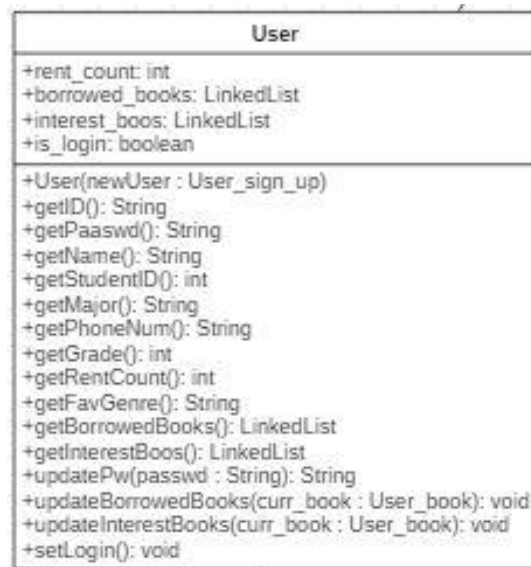 User
+rent_count: int
+borrowed_books: LinkedList
+interest_boos: LinkedList
+is_login: boolean
+User(newUser : User_sign_up)
+getID(): String
+getPaaswd(): String
+getName(): String
+getStudentID(): int
+getMajor(): String
+getPhoneNum(): String
+getGrade(): int
+getRentCount(): int
+getFavGenre(): String
+getBorrowedBooks(): LinkedList
+getInterestBoos(): LinkedList
+updatePw(passwd : String): String
+updateBorrowedBooks(curr_book : User_book): void
+updateInterestBooks(curr_book : User_book): void
+setLogin(): void